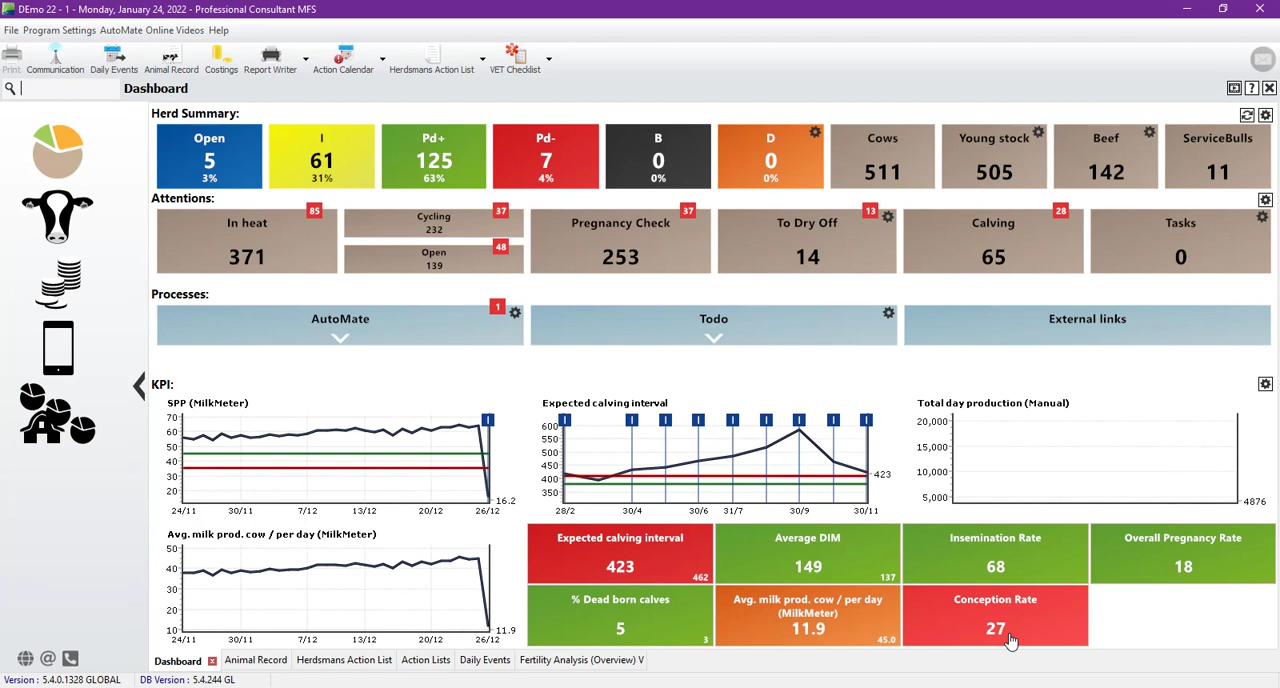 DEmo 22 - 1 - Monday, January 24, 2022 - Professional Consultant MFS
File Program Settings AutoMate Online Videos Help
Print Communication Daily Events Animal Record Costings Report Writer Action Calendar Herdsmans Action List VET Checklist
Dashboard
Herd Summary:
Open I Pd+ Pd- B D Cows Young stock Beef ServiceBulls
5 61 125 7 0 0 511 505 142 11
3% 31% 63% 4% 0% 0%
Attentions:
In heat 85 Cycling 37 Pregnancy Check 37 To Dry Off 13 Calving 28 Tasks
232
Open 48
371 139 253 14 65 0
Processes:
AutoMate 1 Todo External links
KPI:
SPP (MilkMeter)
70
60
50
40
30
20
16.2
24/11 30/11 7/12 13/12 20/12 26/12
Expected calving interval
600
550
500
450
400
350
423
28/2 30/4 30/6 31/7 30/9 30/11
Total day production (Manual)
20,000
15,000
10,000
5,000
4876
Avg. milk prod. cow / per day (MilkMeter)
50
40
30
20
10
11.9
24/11 30/11 7/12 13/12 20/12 26/12
Expected calving interval
423
462
Average DIM
149
137
Insemination Rate
68
Overall Pregnancy Rate
18
% Dead born calves
5
3
Avg. milk prod. cow / per day
(MilkMeter)
11.9
45.0
Conception Rate
27
Dashboard Animal Record Herdsmans Action List Action Lists Daily Events Fertility Analysis (Overview) V
Version : 5.4.0.1328 GLOBAL DB Version : 5.4.244 GL